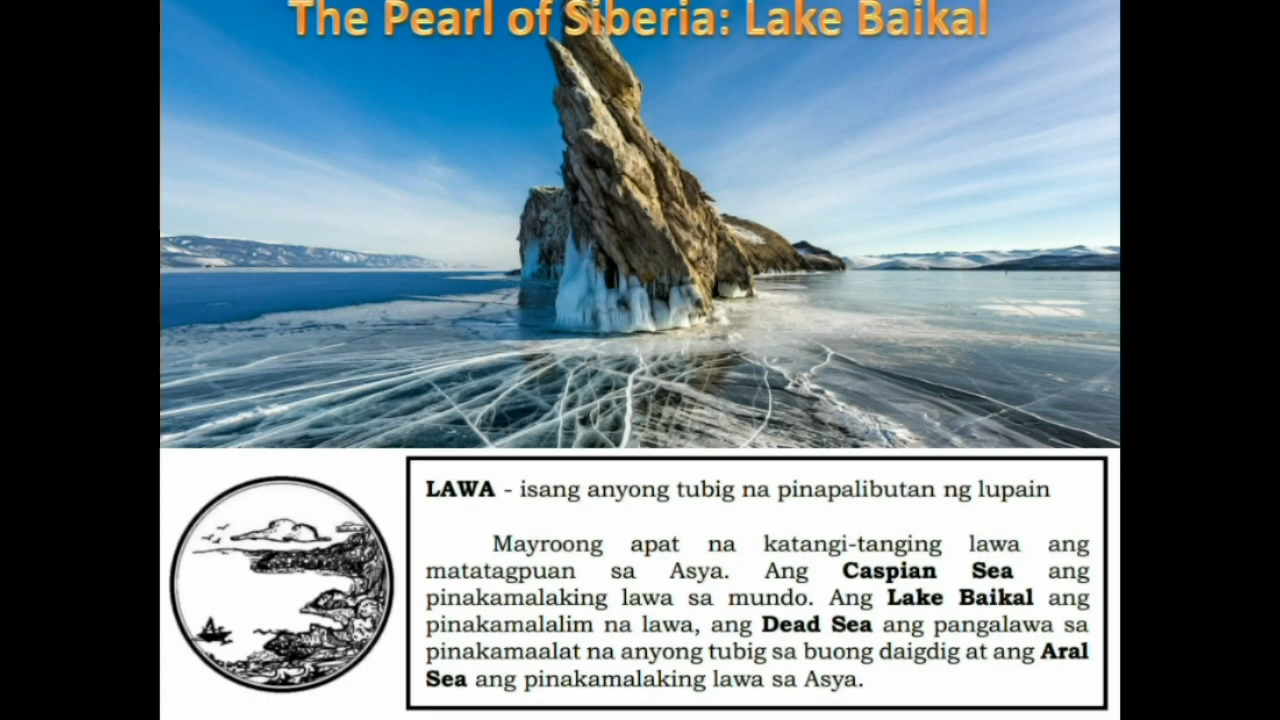 The Pearl of Siberia: Lake Baikal
LAWA - isang anyong tubig na pinapalibutan ng lupain
Mayroong apat na katangi-tanging lawa ang
matatagpuan sa Asya. Ang Caspian Sea ang
pinakamalaking lawa sa mundo. Ang Lake Baikal ang
pinakamalalim na lawa, ang Dead Sea ang pangalawa sa
pinakamaalat na anyong tubig sa buong daigdig at ang Aral
Sea ang pinakamalaking lawa sa Asya.